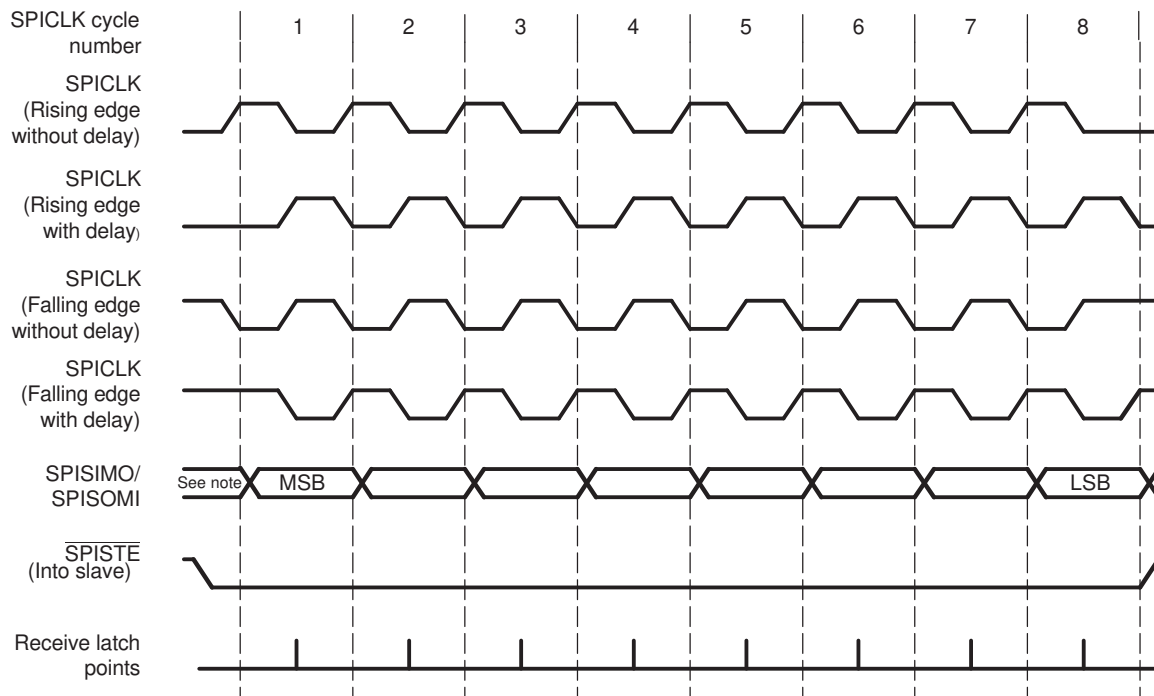 SPICLK cycle
number
1 2 3 4 5 6 7 8
SPICLK
(Rising edge
without delay)
SPICLK
(Rising edge
with delay)
SPICLK
(Falling edge
without delay)
SPICLK
(Falling edge
with delay)
SPISIMO/
SPISOMI
See note
MSB
LSB
SPISTE
(Into slave)
Receive latch
points